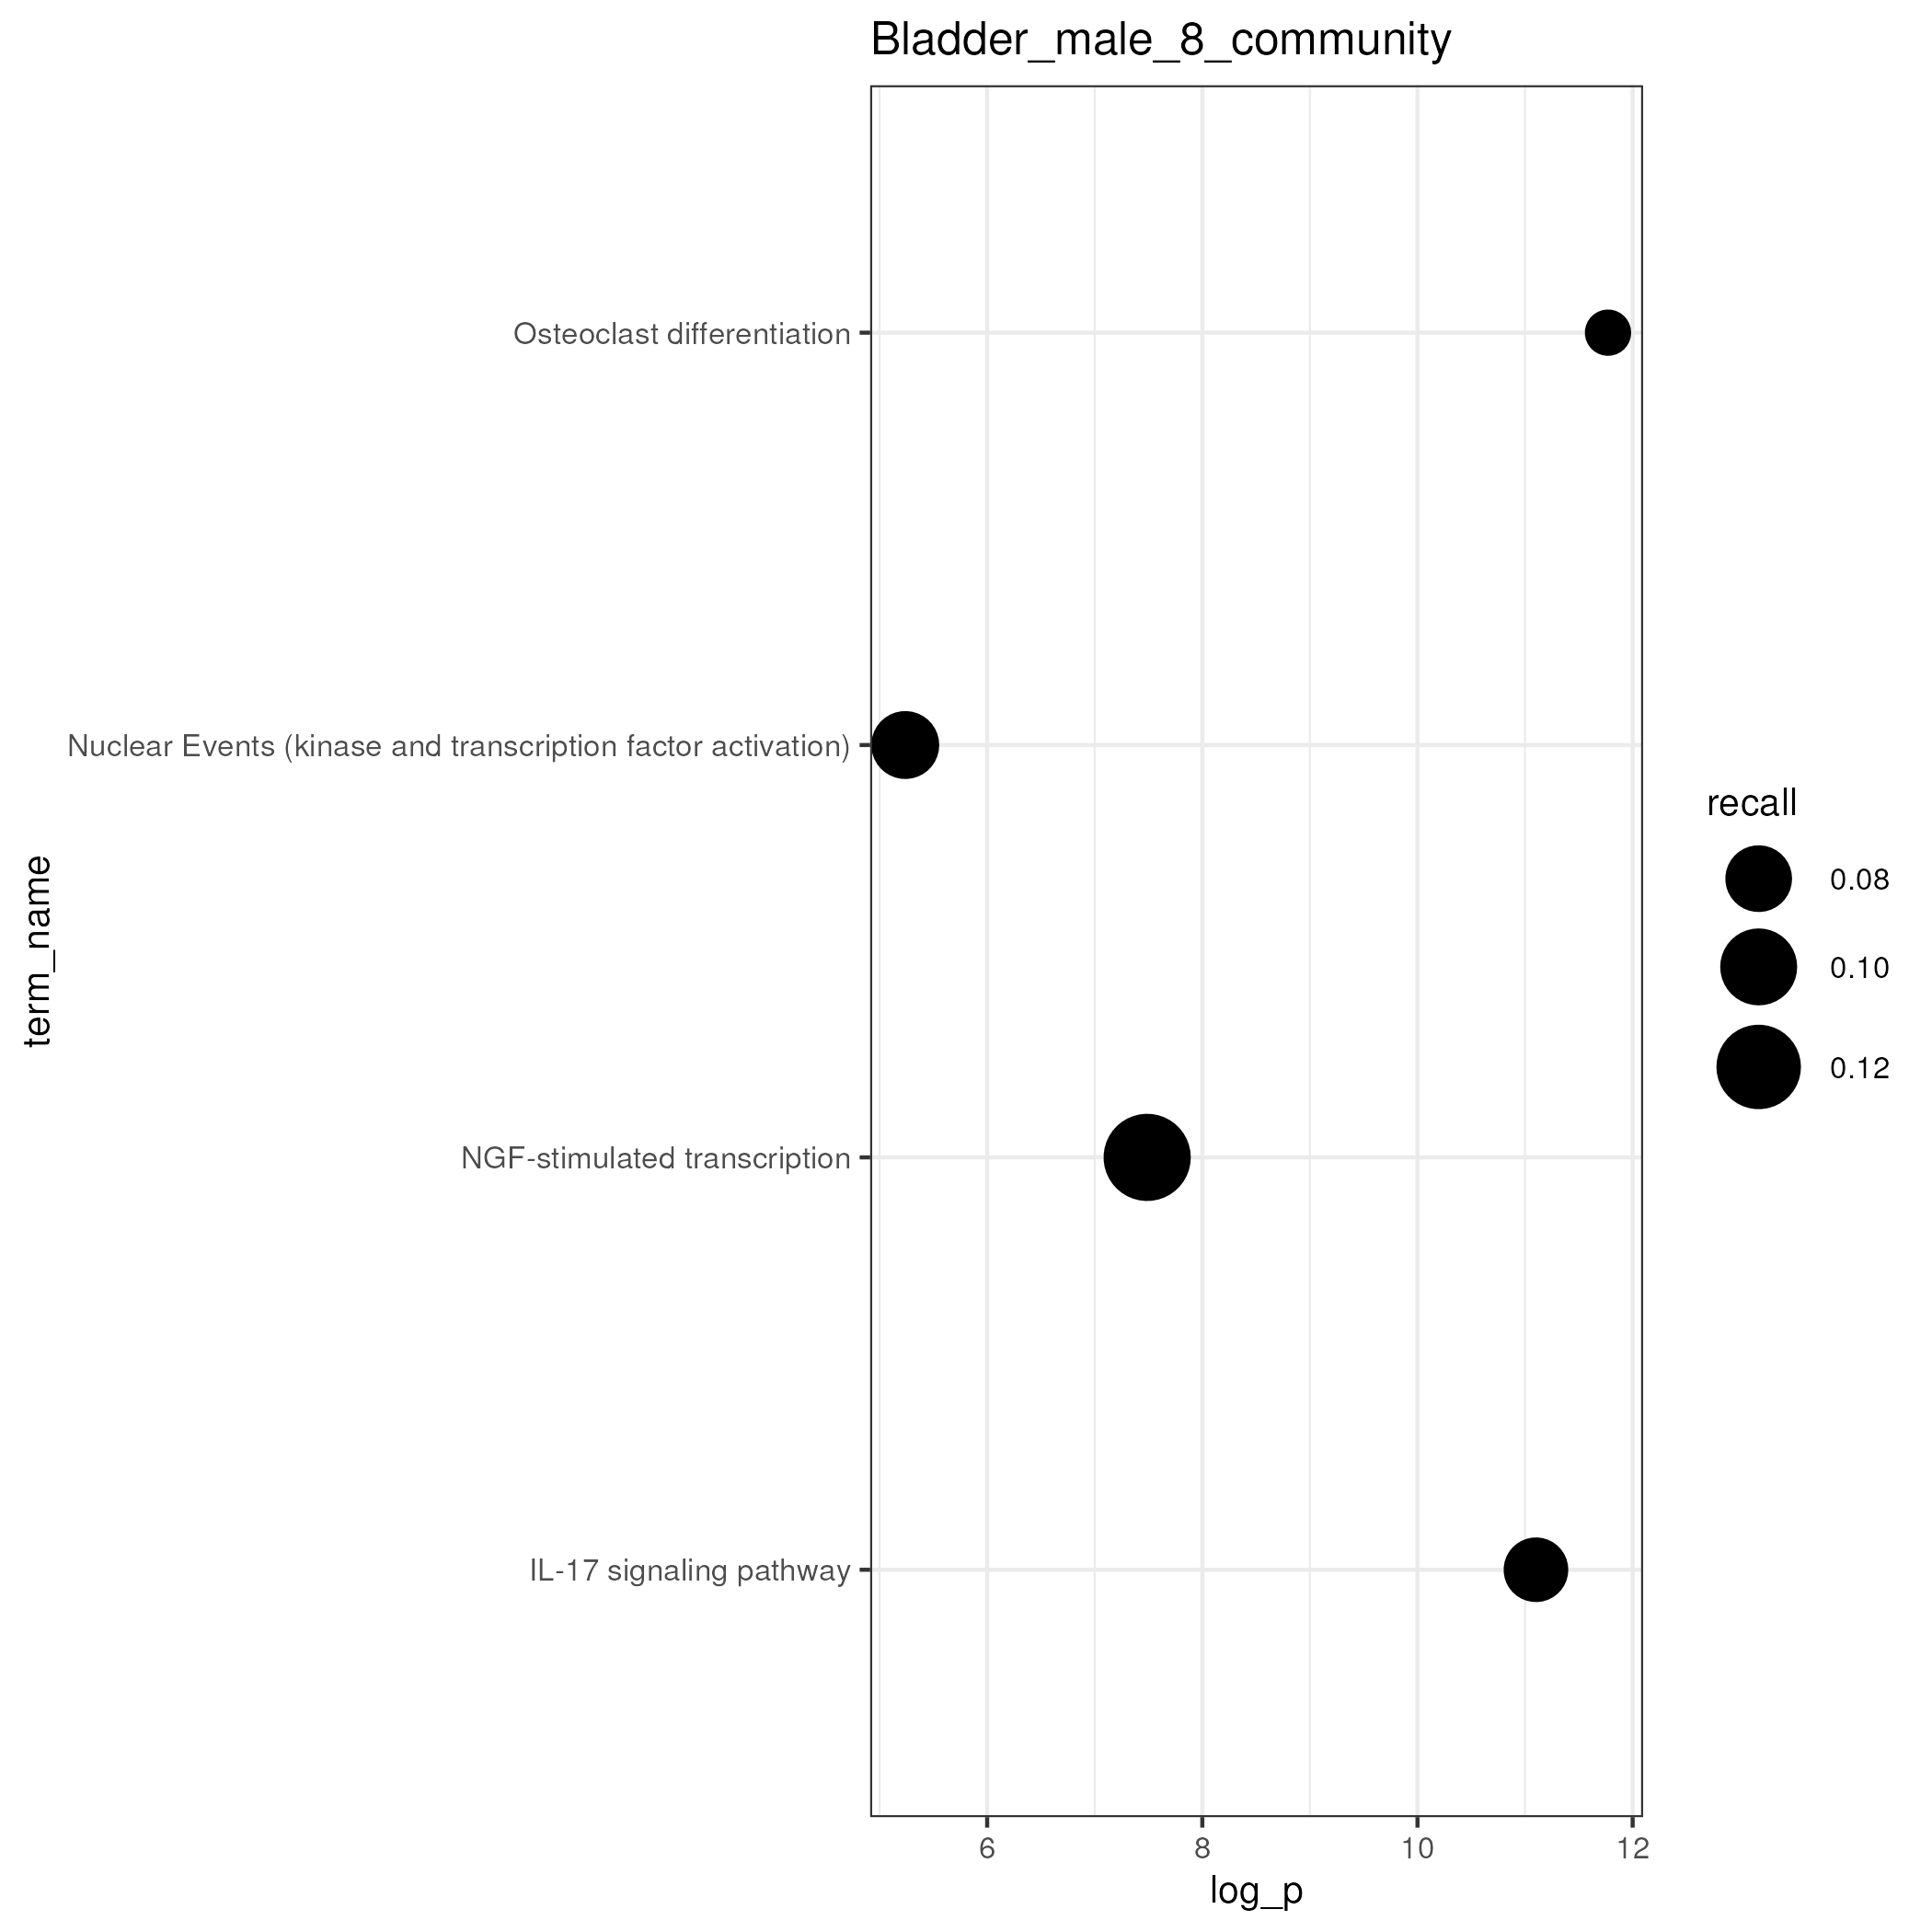 Bladder_male_8_community
Osteoclast differentiation
Nuclear Events (kinase and transcription factor activation)
NGF-stimulated transcription
IL-17 signaling pathway
term_name
6
8
10
12
log_p
recall
0.08
0.10
0.12